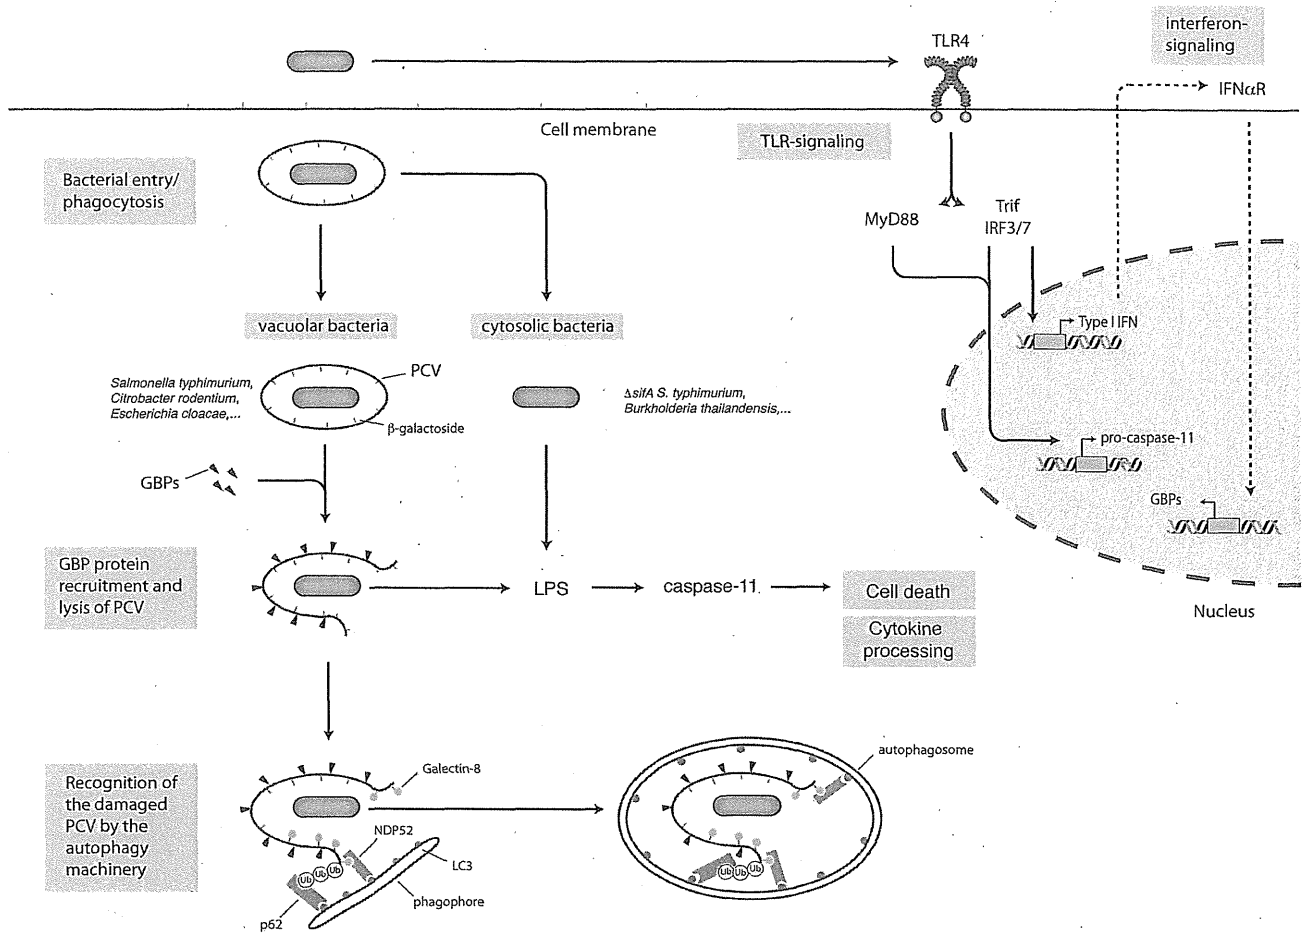 interferon-
signaling
TLR4
IFNαR
Cell membrane
TLR-signaling
Bacterial entry/
phagocytosis
MyD88
Trif
IRF3/7
vacuolar bacteria
cytosolic bacteria
Type I IFN
PCV
Salmonella typhimurium,
Citrobacter rodentium,
Escherichia cloacae,...
ΔsifA S. typhimurium,
Burkholderia thailandensis,...
β-galactoside
pro-caspase-11
GBPs
GBPs
GBP protein
recruitment and
lysis of PCV
LPS
caspase-11
Cell death
Cytokine
processing
Nucleus
Recognition of
the damaged
PCV by the
autophagy
machinery
Galectin-8
autophagosome
NDP52
LC3
Ub
Ub
Ub
Ub
Ub
Ub
phagophore
p62